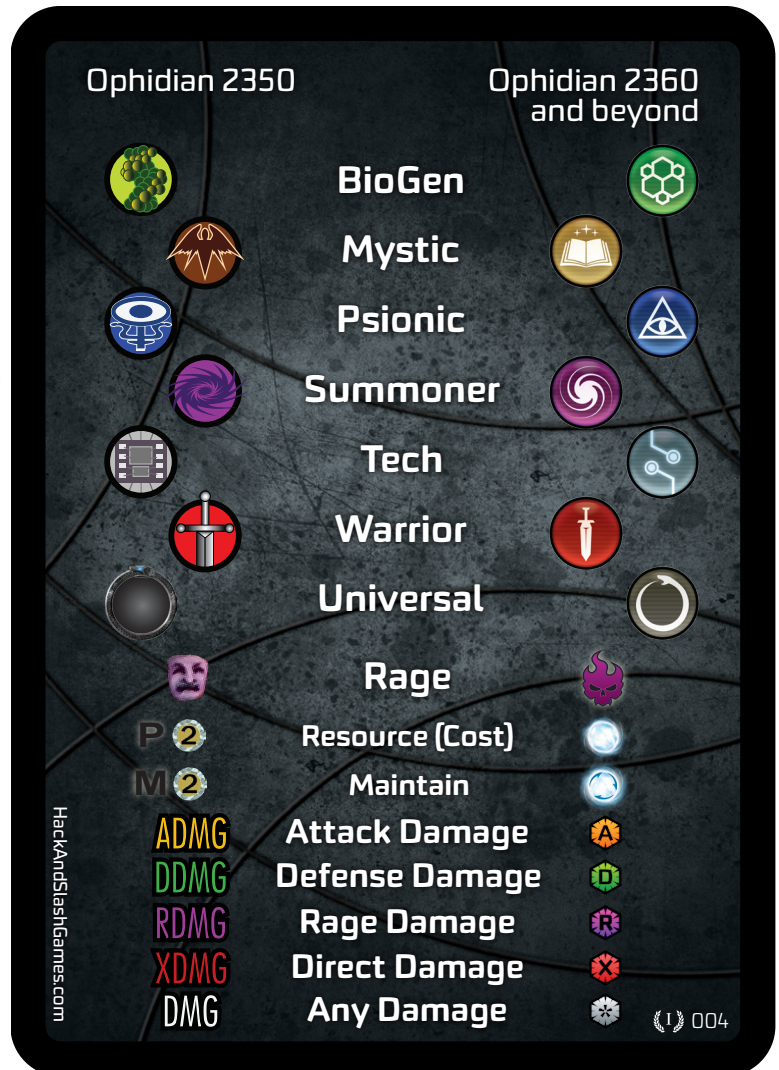 Ophidian 2350
Ophidian 2360
and beyond
BioGen
Mystic
Psionic
Summoner
Tech
Warrior
Universal
Rage
P 2 Resource (Cost)
M 2 Maintain
ADMG Attack Damage A
DDMG Defense Damage D
RDMG Rage Damage R
XDMG Direct Damage X
DMG Any Damage *
HackAndSlashGames.com
I 004